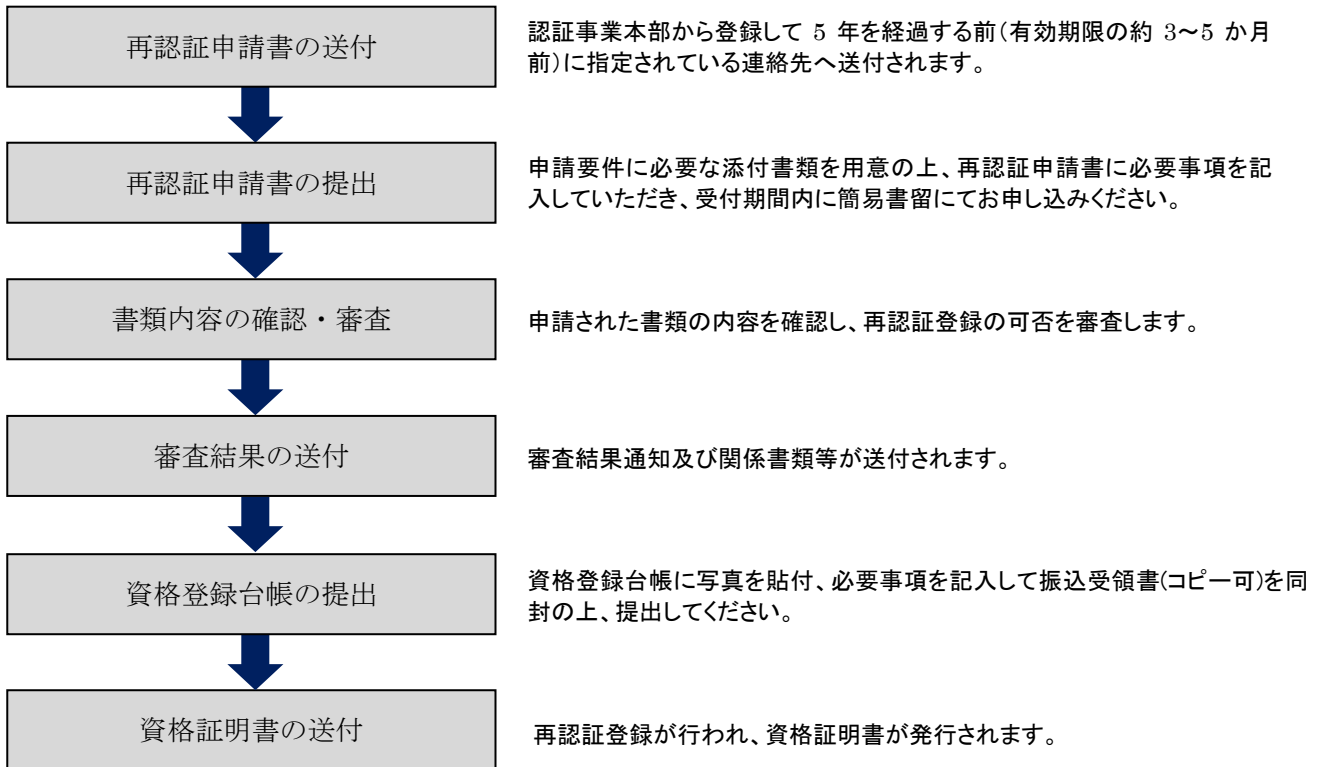 再認証申請書の送付
認証事業本部から登録して 5 年を経過する前(有効期限の約 3~5 か月
前)に指定されている連絡先へ送付されます。
再認証申請書の提出
申請要件に必要な添付書類を用意の上、再認証申請書に必要事項を記
入していただき、受付期間内に簡易書留にてお申し込みください。
書類内容の確認・審査
申請された書類の内容を確認し、再認証登録の可否を審査します。
審査結果の送付
審査結果通知及び関係書類等が送付されます。
資格登録台帳の提出
資格登録台帳に写真を貼付、必要事項を記入して振込受領書(コピー可)を同
封の上、提出してください。
資格証明書の送付
再認証登録が行われ、資格証明書が発行されます。